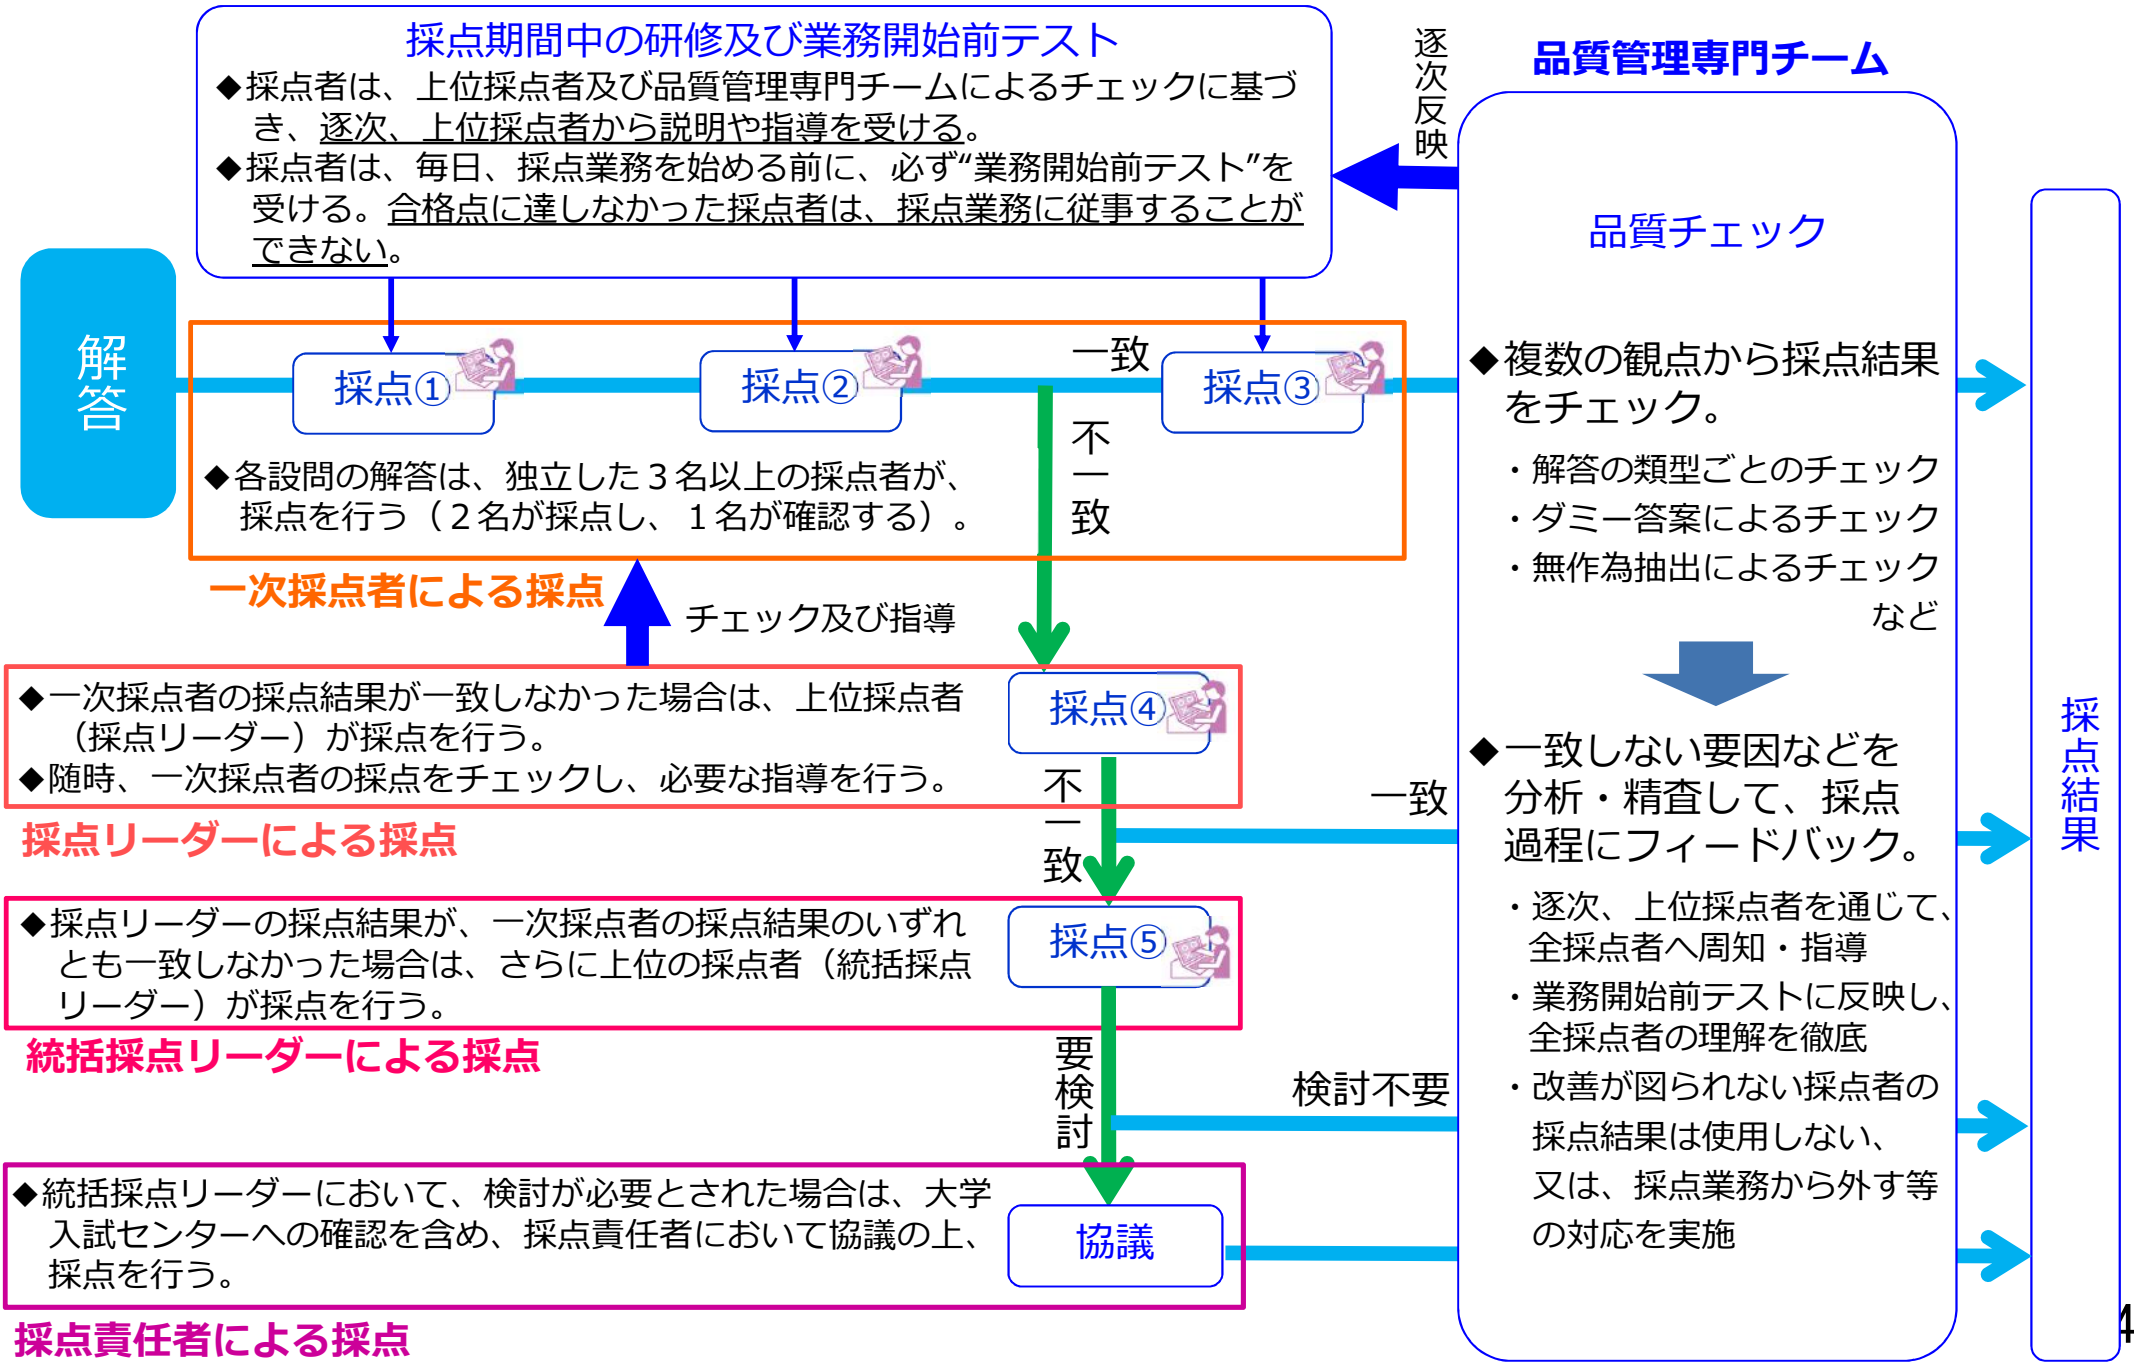 採点期間中の研修及び業務開始前テスト
◆採点者は、上位採点者及び品質管理専門チームによるチェックに基づ
き、逐次、上位採点者から説明や指導を受ける。
◆採点者は、毎日、採点業務を始める前に、必ず“業務開始前テスト”を
受ける。合格点に達しなかった採点者は、採点業務に従事することが
できない。
逐次反映
品質管理専門チーム
解答
採点①
採点②
一致
採点③
不一致
◆各設問の解答は、独立した３名以上の採点者が、
採点を行う（２名が採点し、１名が確認する）。
一次採点者による採点
チェック及び指導
◆一次採点者の採点結果が一致しなかった場合は、上位採点者
（採点リーダー）が採点を行う。
◆随時、一次採点者の採点をチェックし、必要な指導を行う。
採点④
採点リーダーによる採点
不一致
一致
◆採点リーダーの採点結果が、一次採点者の採点結果のいずれ
とも一致しなかった場合は、さらに上位の採点者（統括採点
リーダー）が採点を行う。
採点⑤
統括採点リーダーによる採点
要検討
検討不要
◆統括採点リーダーにおいて、検討が必要とされた場合は、大学
入試センターへの確認を含め、採点責任者において協議の上、
採点を行う。
協議
採点責任者による採点
品質チェック
◆複数の観点から採点結果
をチェック。
・解答の類型ごとのチェック
・ダミー答案によるチェック
・無作為抽出によるチェック
など
◆一致しない要因などを
分析・精査して、採点
過程にフィードバック。
・逐次、上位採点者を通じて、
全採点者へ周知・指導
・業務開始前テストに反映し、
全採点者の理解を徹底
・改善が図られない採点者の
採点結果は使用しない、
又は、採点業務から外す等
の対応を実施
採点結果
4